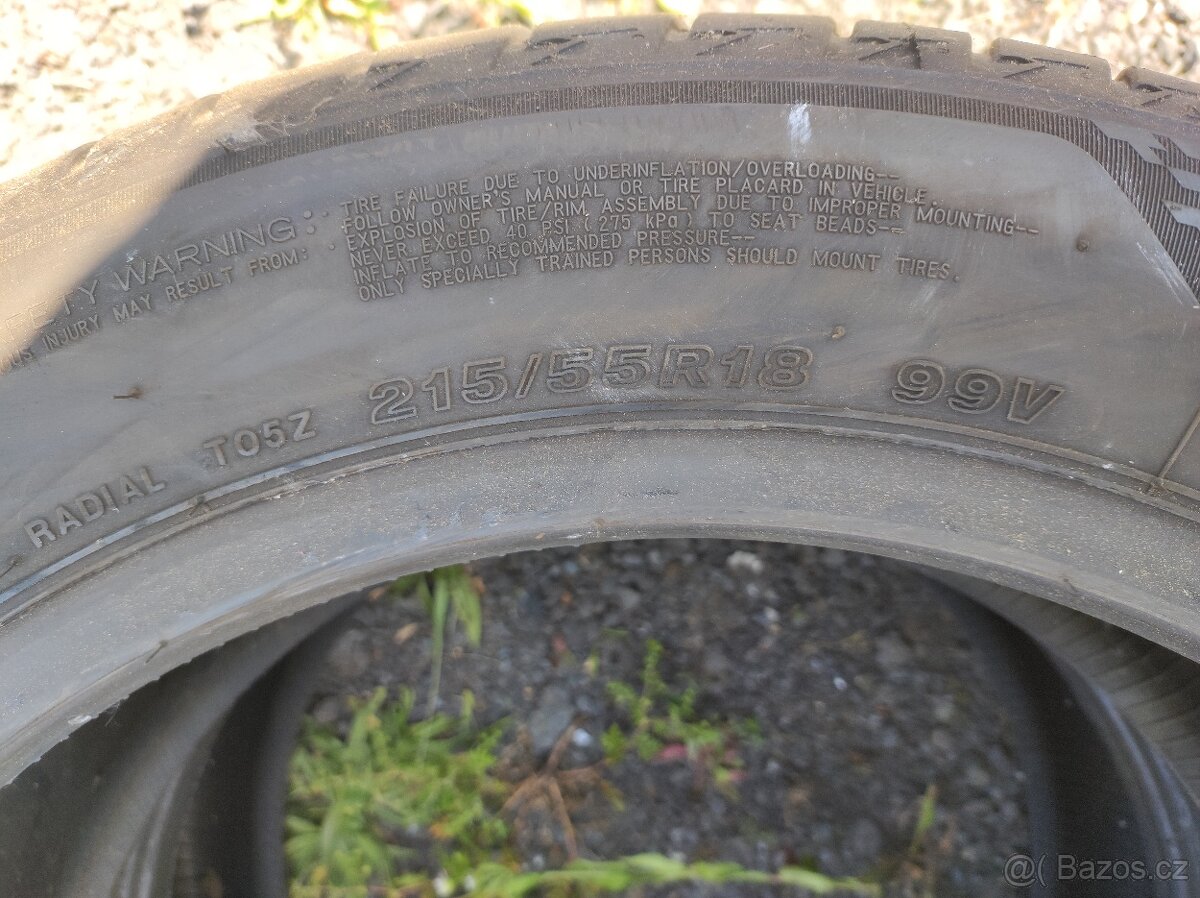 TIRE FAILURE DUE TO UNDERINFLATION/OVERLOADING--
FOLLOW OWNER'S MANUAL OR TIRE PLACARD IN VEHICLE.
EXPLOSION OF TIRE/RIM ASSEMBLY DUE TO IMPROPER MOUNTING--
NEVER EXCEED 40 PSI (275 kPa) TO SEAT BEADS--
INFLATE TO RECOMMENDED PRESSURE--
ONLY SPECIALLY TRAINED PERSONS SHOULD MOUNT TIRES.
WARNING:
INJURY MAY RESULT FROM:
215/55R18 99V
RADIAL T05Z
Bazos.cz